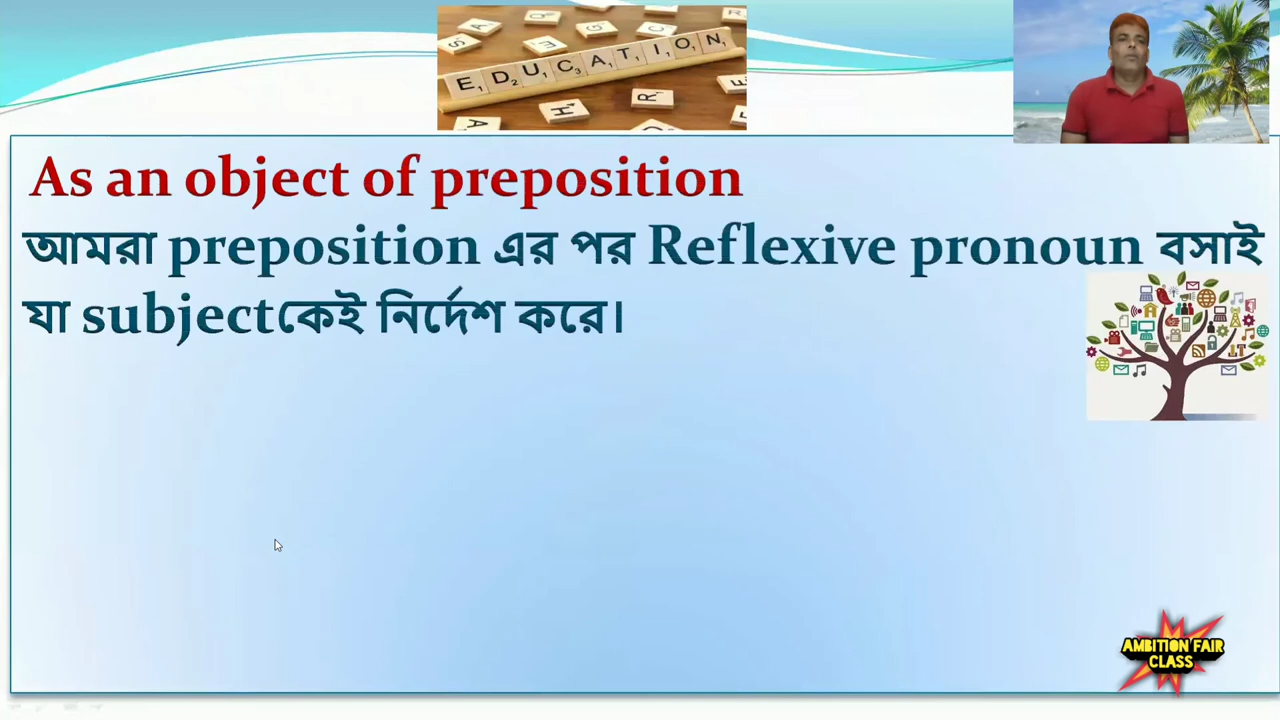 EDUCATION
As an object of preposition
আমরা preposition এর পর Reflexive pronoun বসাই
যা subjectকেই নির্দেশ করে।
AMBITION FAIR
CLASS